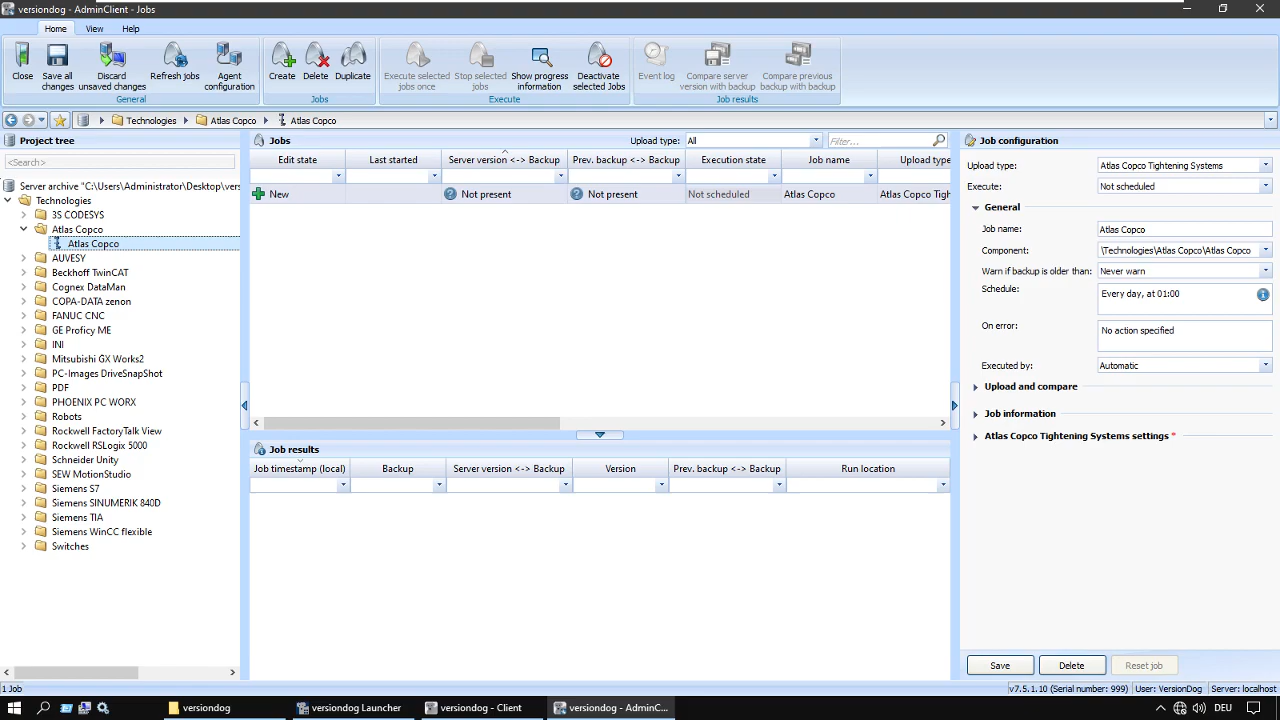 versiondog - AdminClient - Jobs
Home View Help
Close Save all changes Discard unsaved changes Refresh jobs Agent configuration
General
Create Delete Duplicate
Jobs
Execute selected jobs once Stop selected jobs Show progress information Deactivate selected Jobs
Execute
Event log Compare server version with backup Compare previous backup with backup
Job results
Technologies Atlas Copco Atlas Copco
Project tree
<Search>
Server archive "C:\Users\Administrator\Desktop\vers
Technologies
3S CODESYS
Atlas Copco
Atlas Copco
AUVESY
Beckhoff TwinCAT
Cognex DataMan
COPA-DATA zenon
FANUC CNC
GE Proficy ME
INI
Mitsubishi GX Works2
PC-Images DriveSnapShot
PDF
PHOENIX PC WORX
Robots
Rockwell FactoryTalk View
Rockwell RSLogix 5000
Schneider Unity
SEW MotionStudio
Siemens S7
Siemens SINUMERIK 840D
Siemens TIA
Siemens WinCC flexible
Switches
Jobs Upload type: All Filter...
Edit state Last started Server version <-> Backup Prev. backup <-> Backup Execution state Job name Upload type
New Not present Not present Not scheduled Atlas Copco Atlas Copco Tigh
Job results
Job timestamp (local) Backup Server version <-> Backup Version Prev. backup <-> Backup Run location
Job configuration
Upload type: Atlas Copco Tightening Systems
Execute: Not scheduled
General
Job name: Atlas Copco
Component: \Technologies\Atlas Copco\Atlas Copco
Warn if backup is older than: Never warn
Schedule: Every day, at 01:00
On error: No action specified
Executed by: Automatic
Upload and compare
Job information
Atlas Copco Tightening Systems settings *
Save Delete Reset job
1 Job v7.5.1.10 (Serial number: 999) User: VersionDog Server: localhost
versiondog versiondog Launcher versiondog - Client versiondog - AdminC... DEU